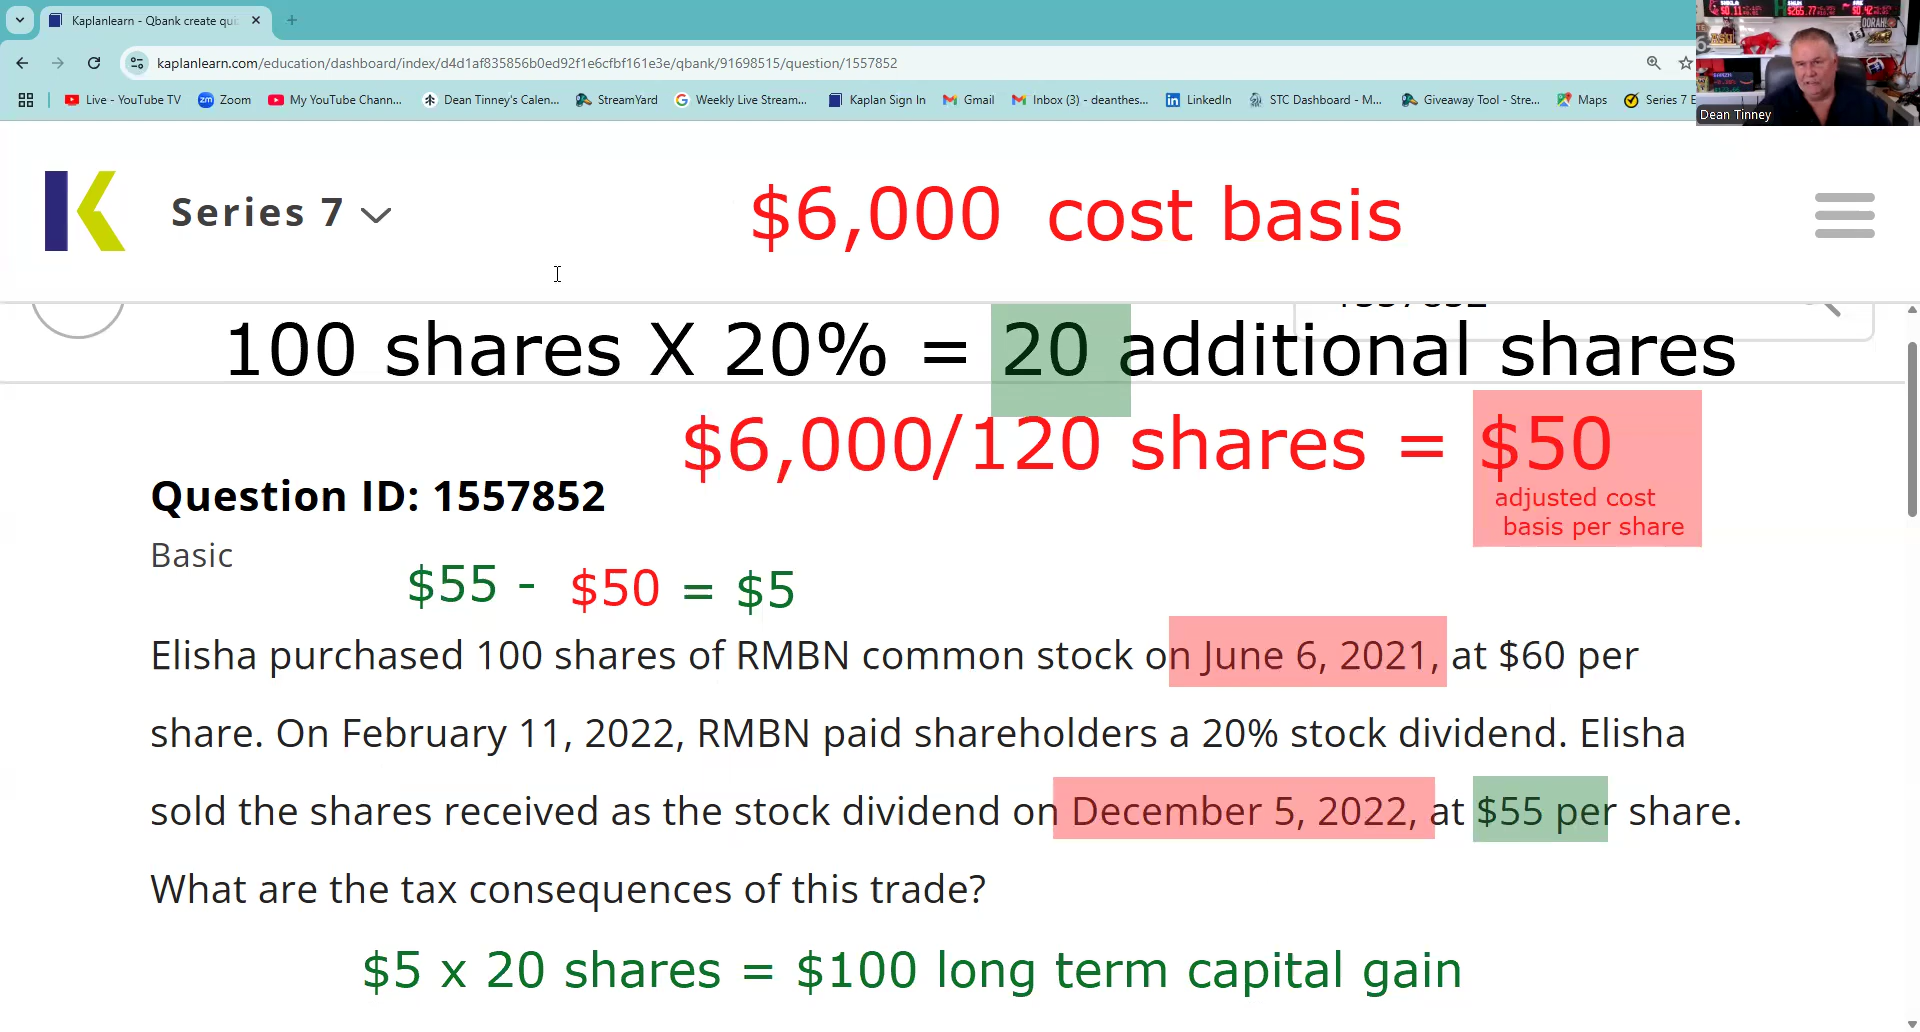 Kaplanlearn - Qbank create qui
kaplanlearn.com/education/dashboard/index/d4d1af835856b0ed92f1e6cfbf161e3e/qbank/91698515/question/1557852
Live - YouTube TV
Zoom
My YouTube Chann...
Dean Tinney's Calen...
StreamYard
Weekly Live Stream...
Kaplan Sign In
Gmail
Inbox (3) - deanthes...
LinkedIn
STC Dashboard - M...
Giveaway Tool - Stre...
Maps
Series 7 E
Dean Tinney
Series 7
$6,000 cost basis
100 shares X 20% = 20 additional shares
$6,000/120 shares = $50
adjusted cost
basis per share
Question ID: 1557852
Basic
$55 - $50 = $5
Elisha purchased 100 shares of RMBN common stock on June 6, 2021, at $60 per
share. On February 11, 2022, RMBN paid shareholders a 20% stock dividend. Elisha
sold the shares received as the stock dividend on December 5, 2022, at $55 per share.
What are the tax consequences of this trade?
$5 x 20 shares = $100 long term capital gain